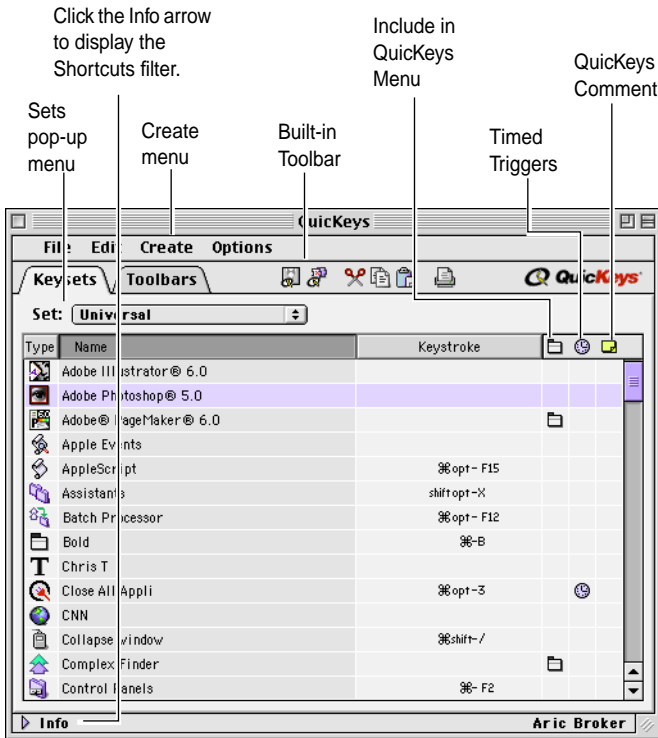 Click the Info arrow
to display the
Shortcuts filter.
Include in
QuicKeys
Menu
QuicKeys
Comment
Sets
pop-up
menu
Create
menu
Built-in
Toolbar
Timed
Triggers
QuicKeys
File Edit Create Options
Keysets Toolbars QuicKeys
Set: Universal
Type Name Keystroke
Adobe Illustrator® 6.0
Adobe Photoshop® 5.0
Adobe® PageMaker® 6.0
Apple Events
AppleScript ⌘opt- F15
Assistants shift opt-X
Batch Processor ⌘opt- F12
Bold ⌘-B
Chris T
Close All Appli ⌘opt-3
CNN
Collapse window ⌘shift-/
Complex Finder
Control Panels ⌘- F2
Info Aric Broker